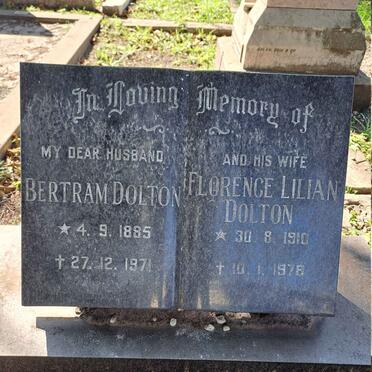 In Loving Memory of
MY DEAR HUSBAND
BERTRAM DOLTON
★ 4. 9. 1885
† 27. 12. 1971
AND HIS WIFE
FLORENCE LILIAN
DOLTON
★ 30. 8. 1910
† 10. 1. 1978